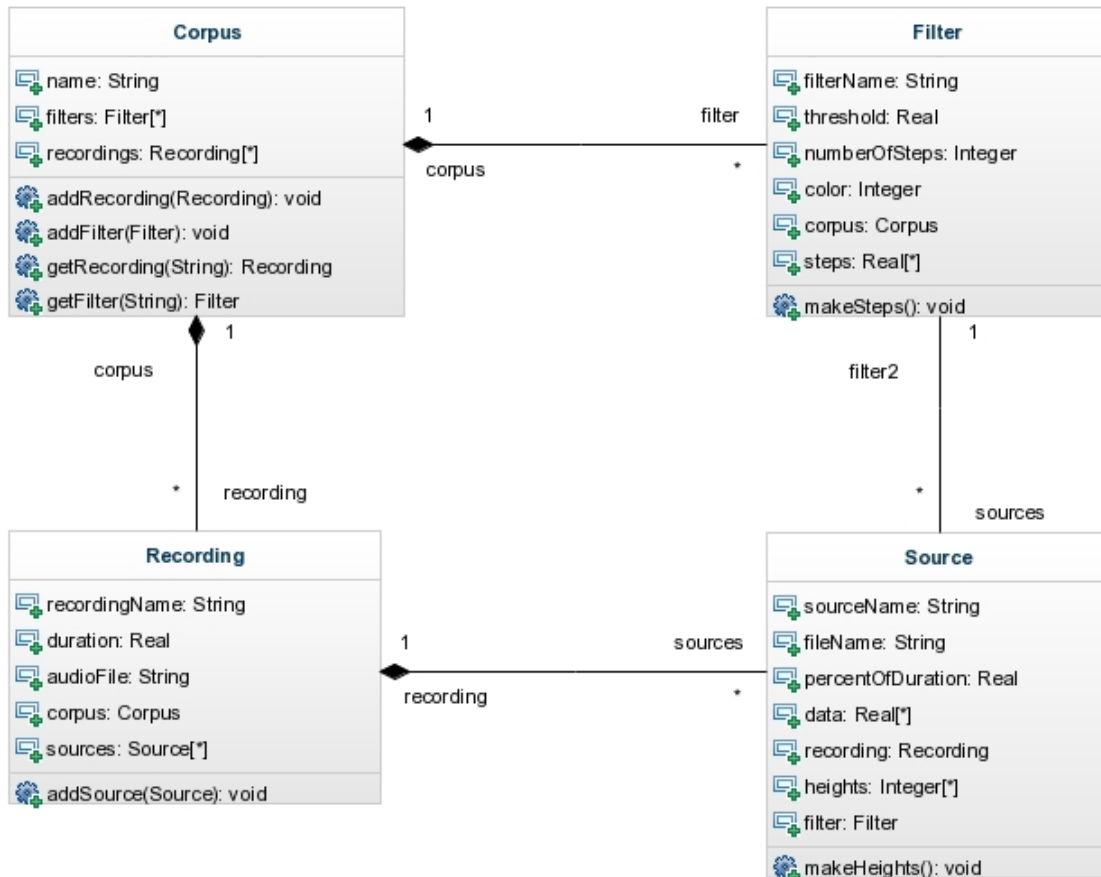 Corpus
name: String
filters: Filter[*]
recordings: Recording[*]
addRecording(Recording): void
addFilter(Filter): void
getRecording(String): Recording
getFilter(String): Filter
1
filter
corpus
*
Filter
filterName: String
threshold: Real
numberOfSteps: Integer
color: Integer
corpus: Corpus
steps: Real[*]
makeSteps(): void
1
corpus
*
recording
1
filter2
*
sources
Recording
recordingName: String
duration: Real
audioFile: String
corpus: Corpus
sources: Source[*]
addSource(Source): void
1
sources
recording
*
Source
sourceName: String
fileName: String
percentOfDuration: Real
data: Real[*]
recording: Recording
heights: Integer[*]
filter: Filter
makeHeights(): void